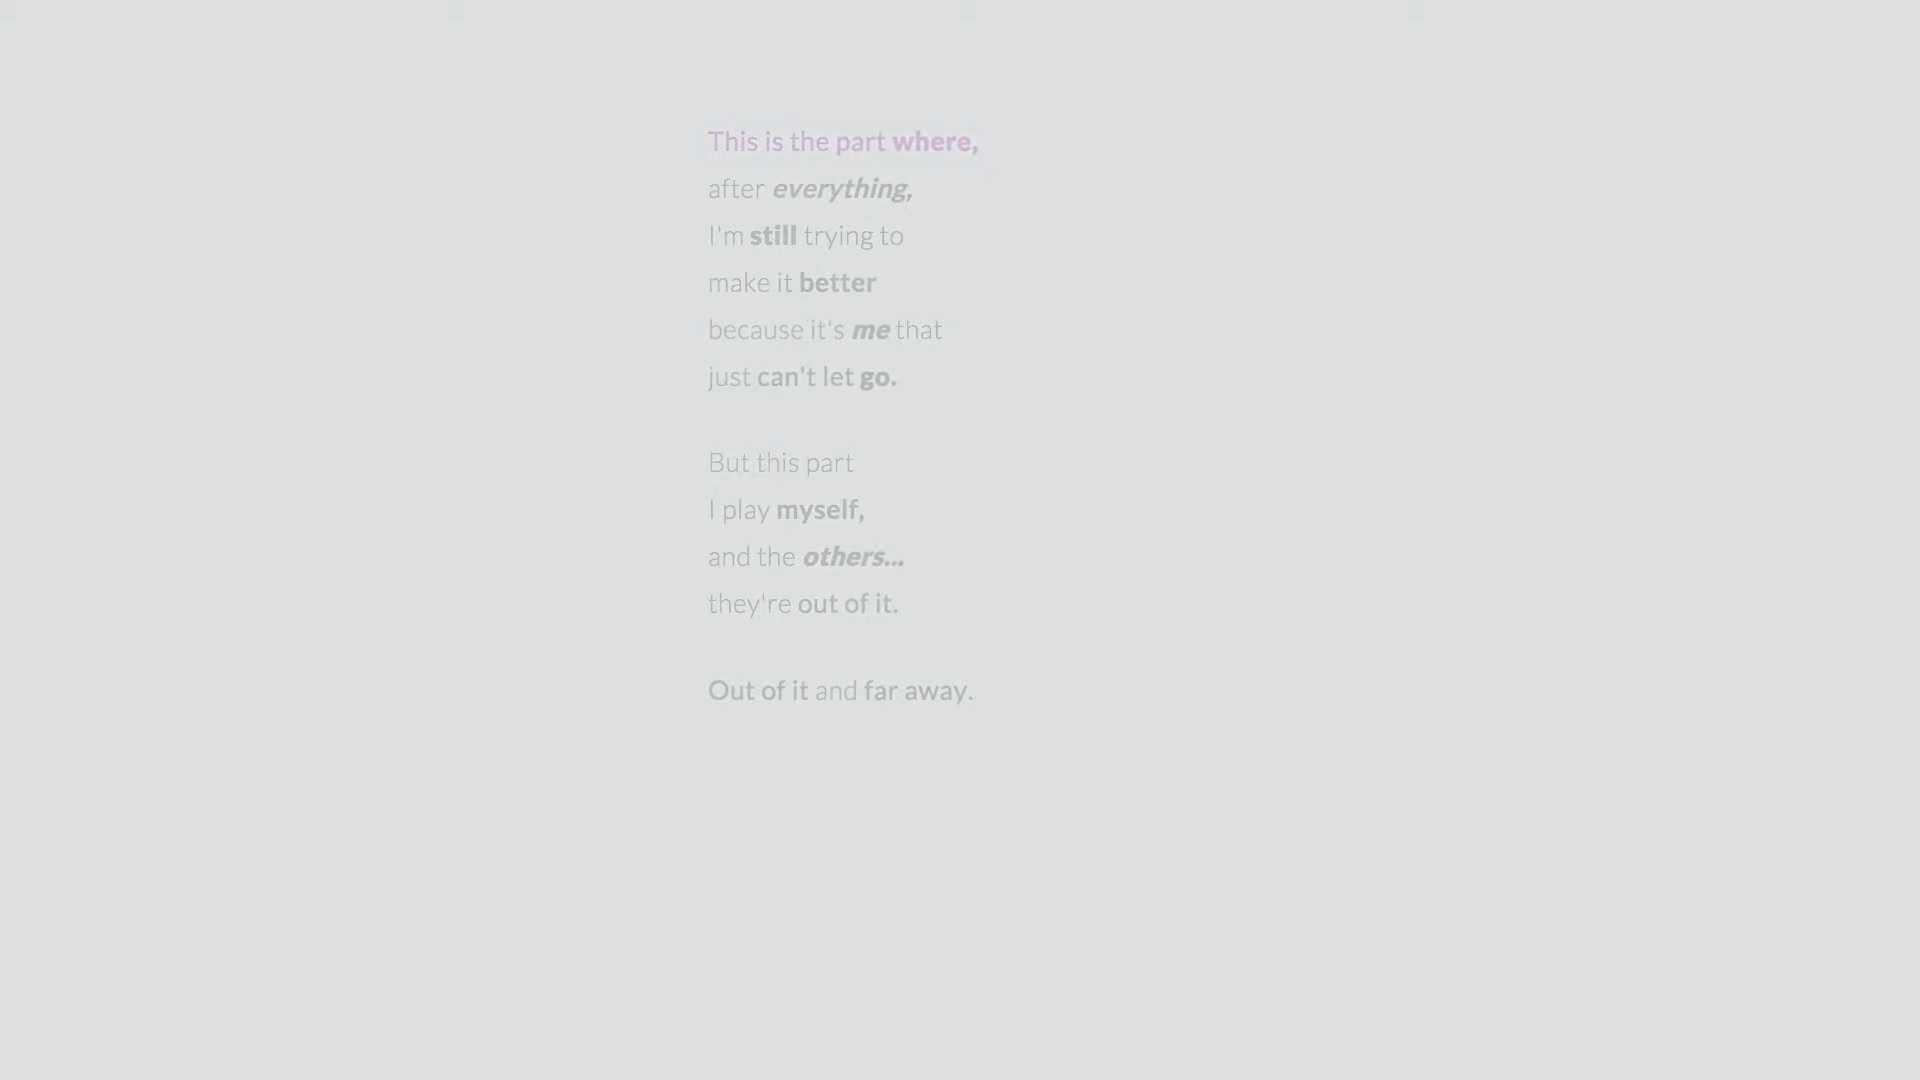 This is the part where,
after everything,
I'm still trying to
make it better
because it's me that
just can't let go.
But this part
I play myself,
and the others...
they're out of it.
Out of it and far away.